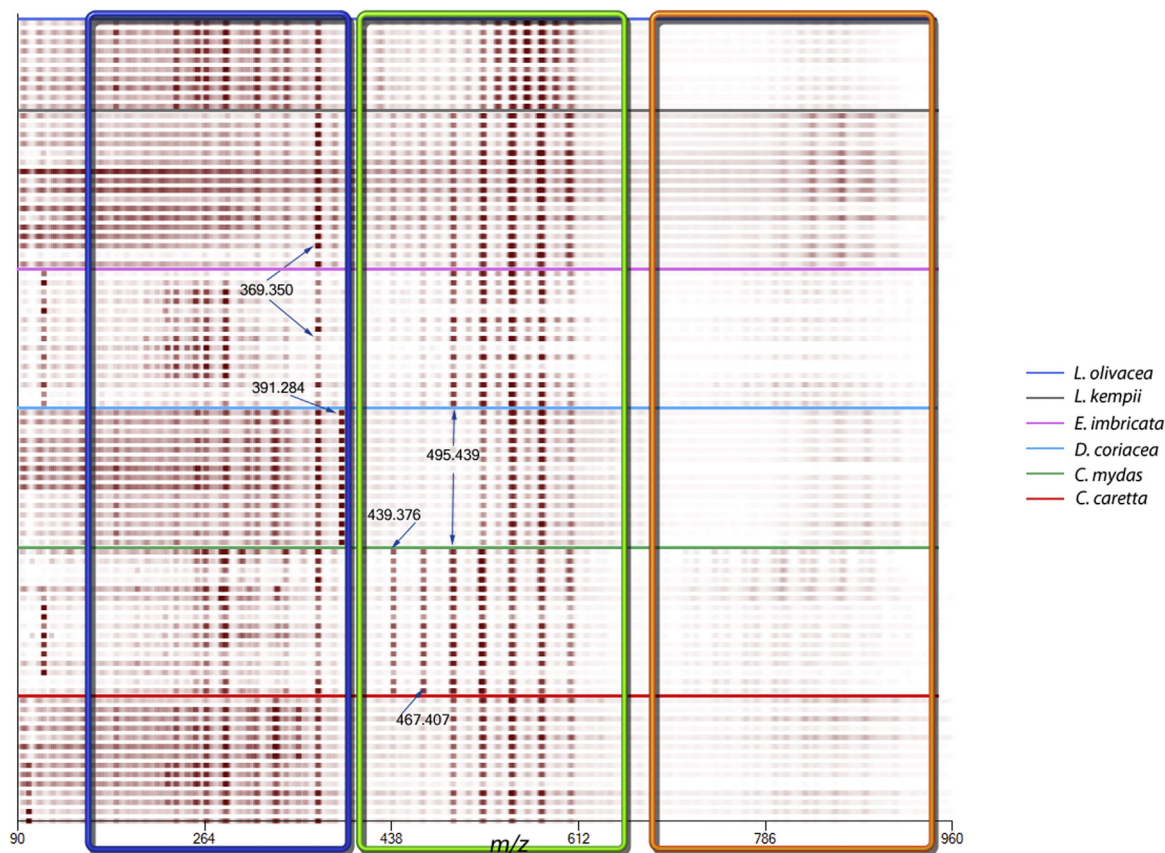 369.350
391.284
495.439
439.376
467.407
90
264
438
612
786
960
m/z
L. olivacea
L. kempii
E. imbricata
D. coriacea
C. mydas
C. caretta